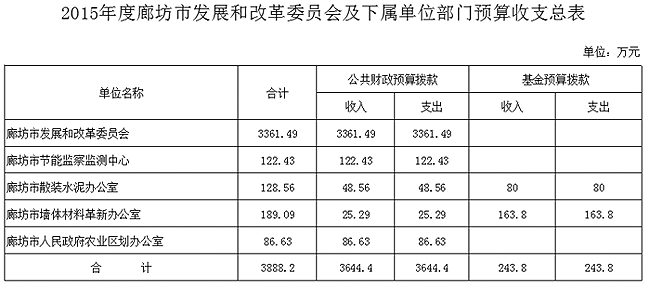 2015年度廊坊市发展和改革委员会及下属单位部门预算收支总表
单位：万元
单位名称 合计 公共财政预算拨款 基金预算拨款
收入 支出 收入 支出
廊坊市发展和改革委员会 3361.49 3361.49 3361.49
廊坊市节能监察监测中心 122.43 122.43 122.43
廊坊市散装水泥办公室 128.56 48.56 48.56 80 80
廊坊市墙体材料革新办公室 189.09 25.29 25.29 163.8 163.8
廊坊市人民政府农业区划办公室 86.63 86.63 86.63
合 计 3888.2 3644.4 3644.4 243.8 243.8